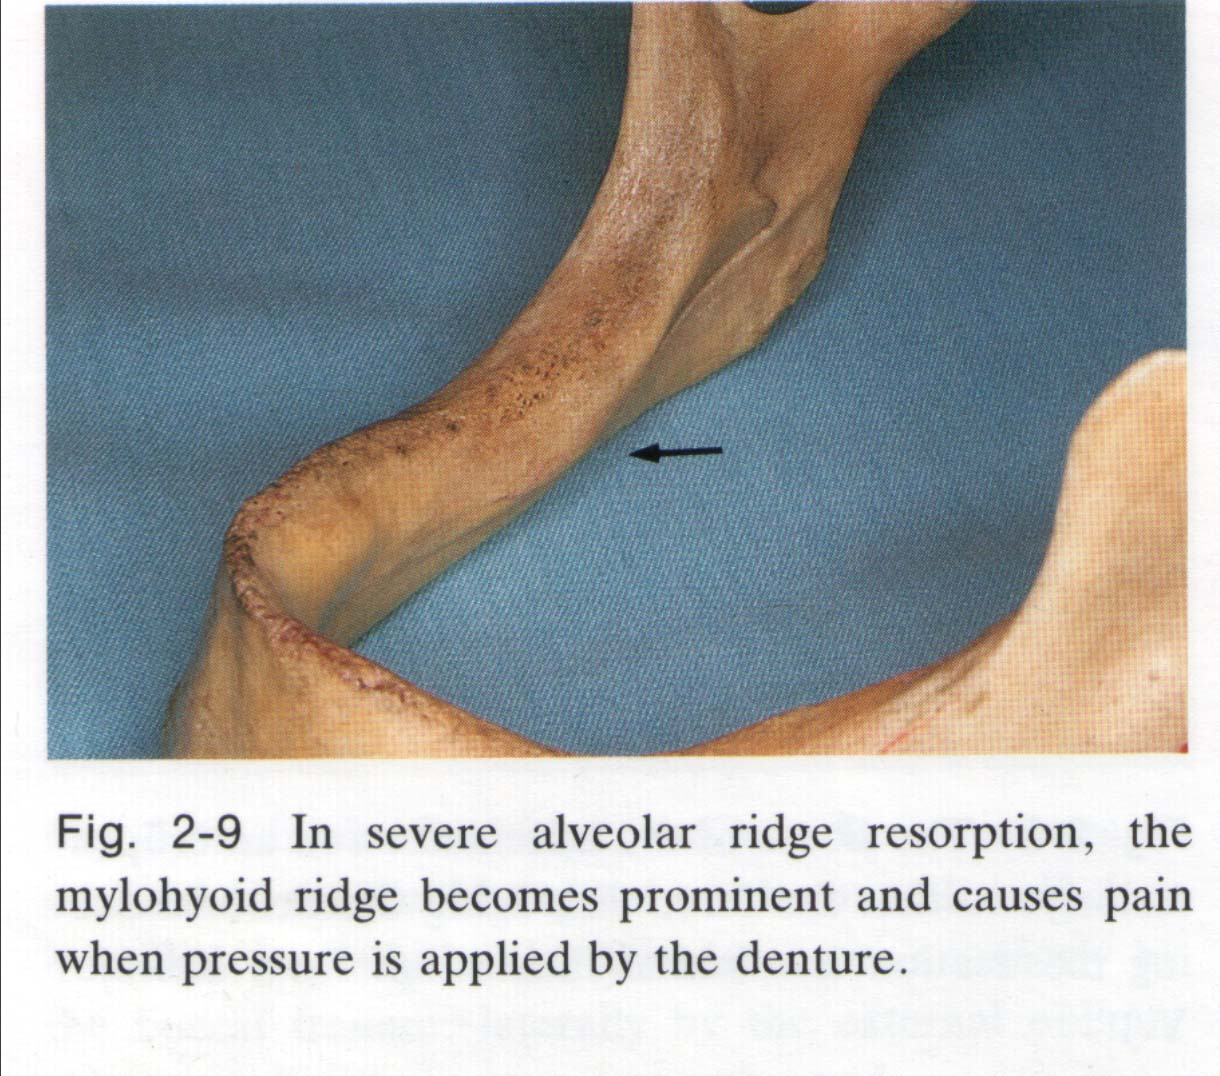 Fig. 2-9 In severe alveolar ridge resorption, the
mylohyoid ridge becomes prominent and causes pain
when pressure is applied by the denture.